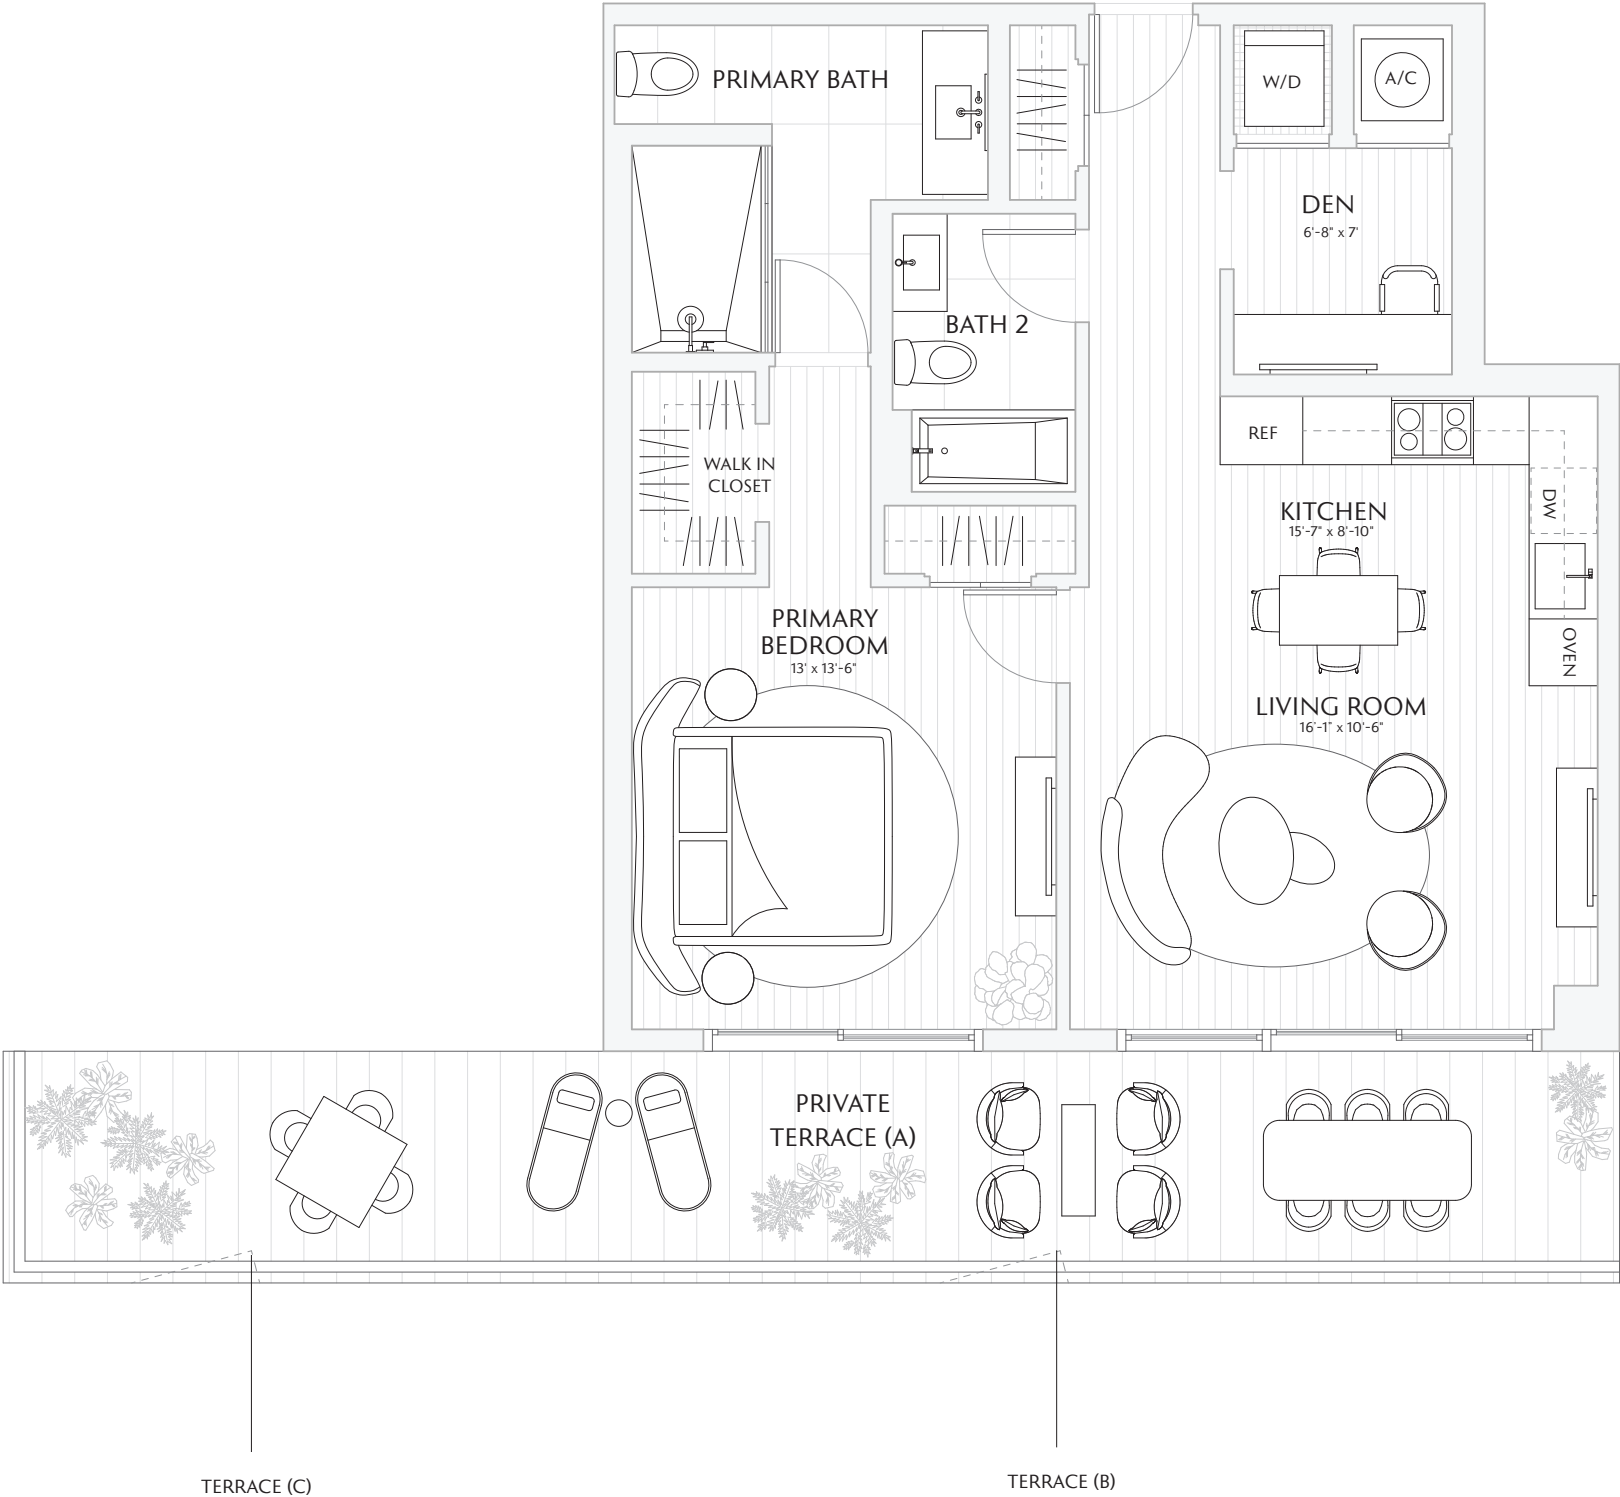 PRIMARY BATH
W/D
A/C
DEN
6'-8" x 7'
BATH 2
REF
WALK IN
CLOSET
DW
KITCHEN
15'-7" x 8'-10"
PRIMARY
BEDROOM
13' x 13'-6"
OVEN
LIVING ROOM
16'-1" x 10'-6"
PRIVATE
TERRACE (A)
TERRACE (C)
TERRACE (B)